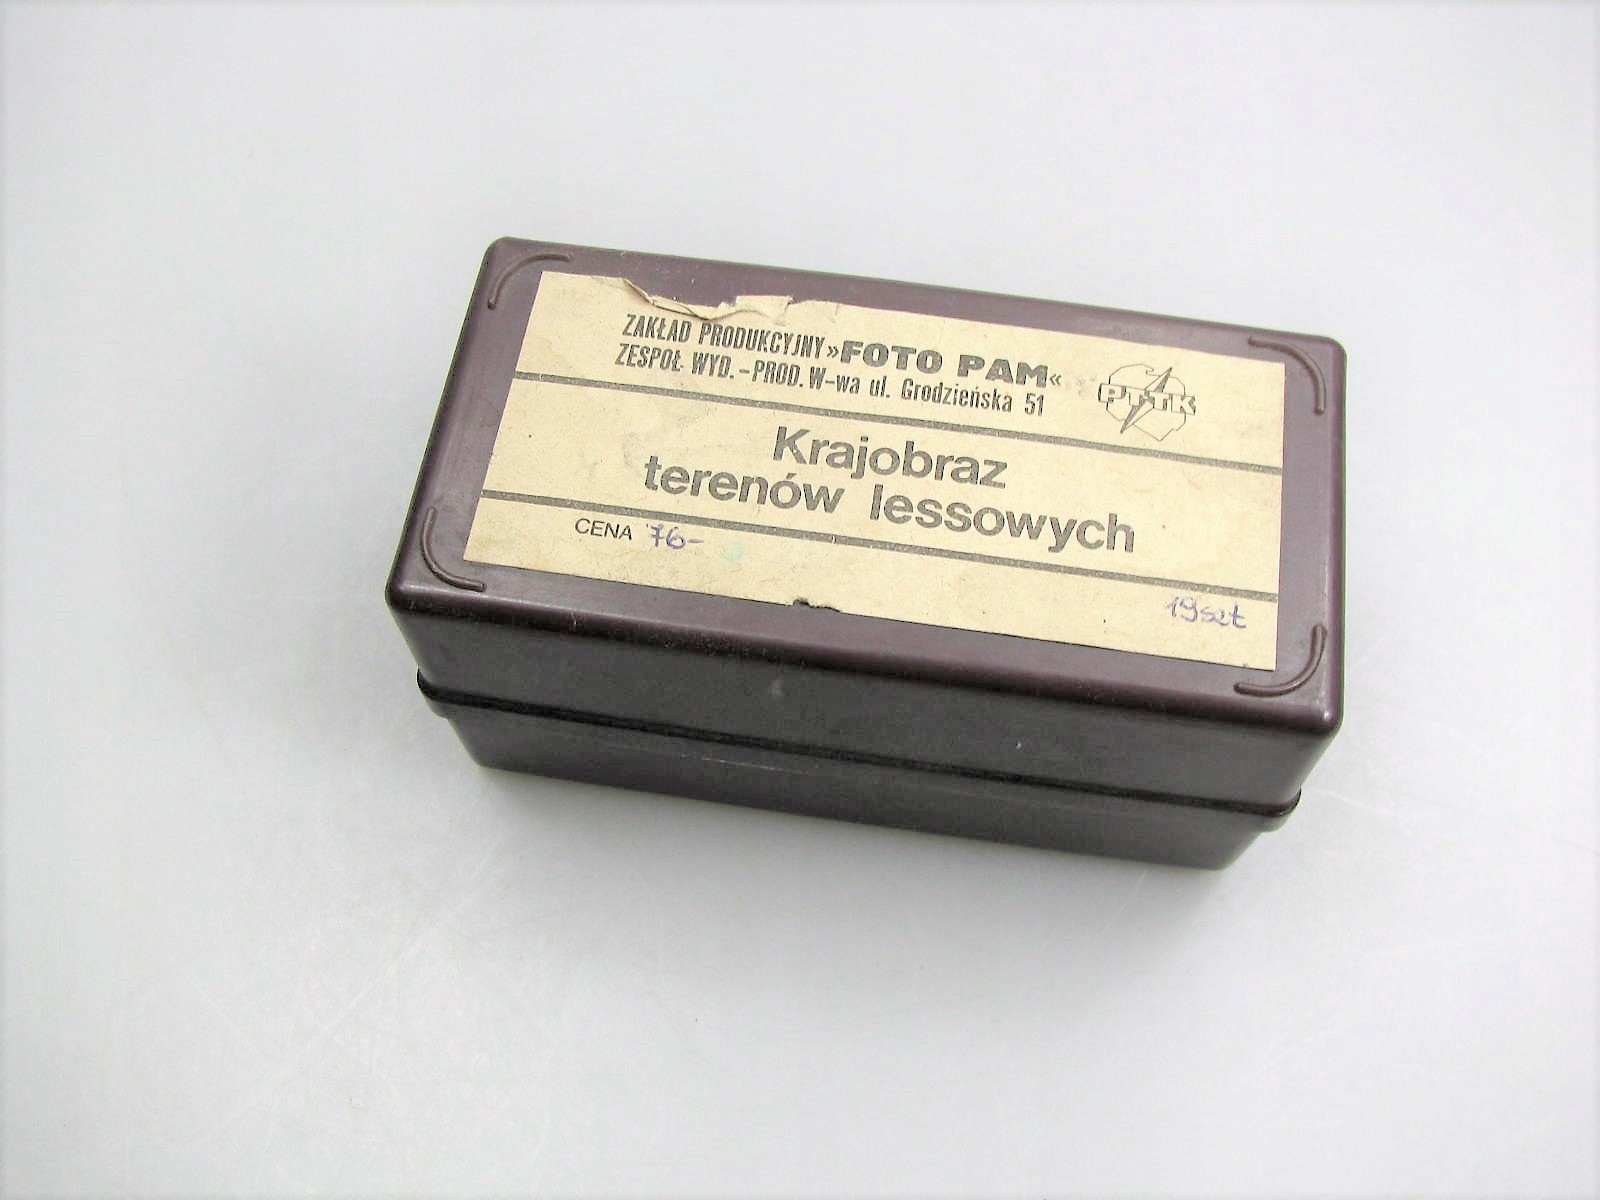 ZAKŁAD PRODUKCYJNY »FOTO PAM«
ZESPOŁ WYD. -PROD. W-wa ul. Grodzieńska 51
PTTK
Krajobraz
terenów lessowych
CENA 76-
19szt